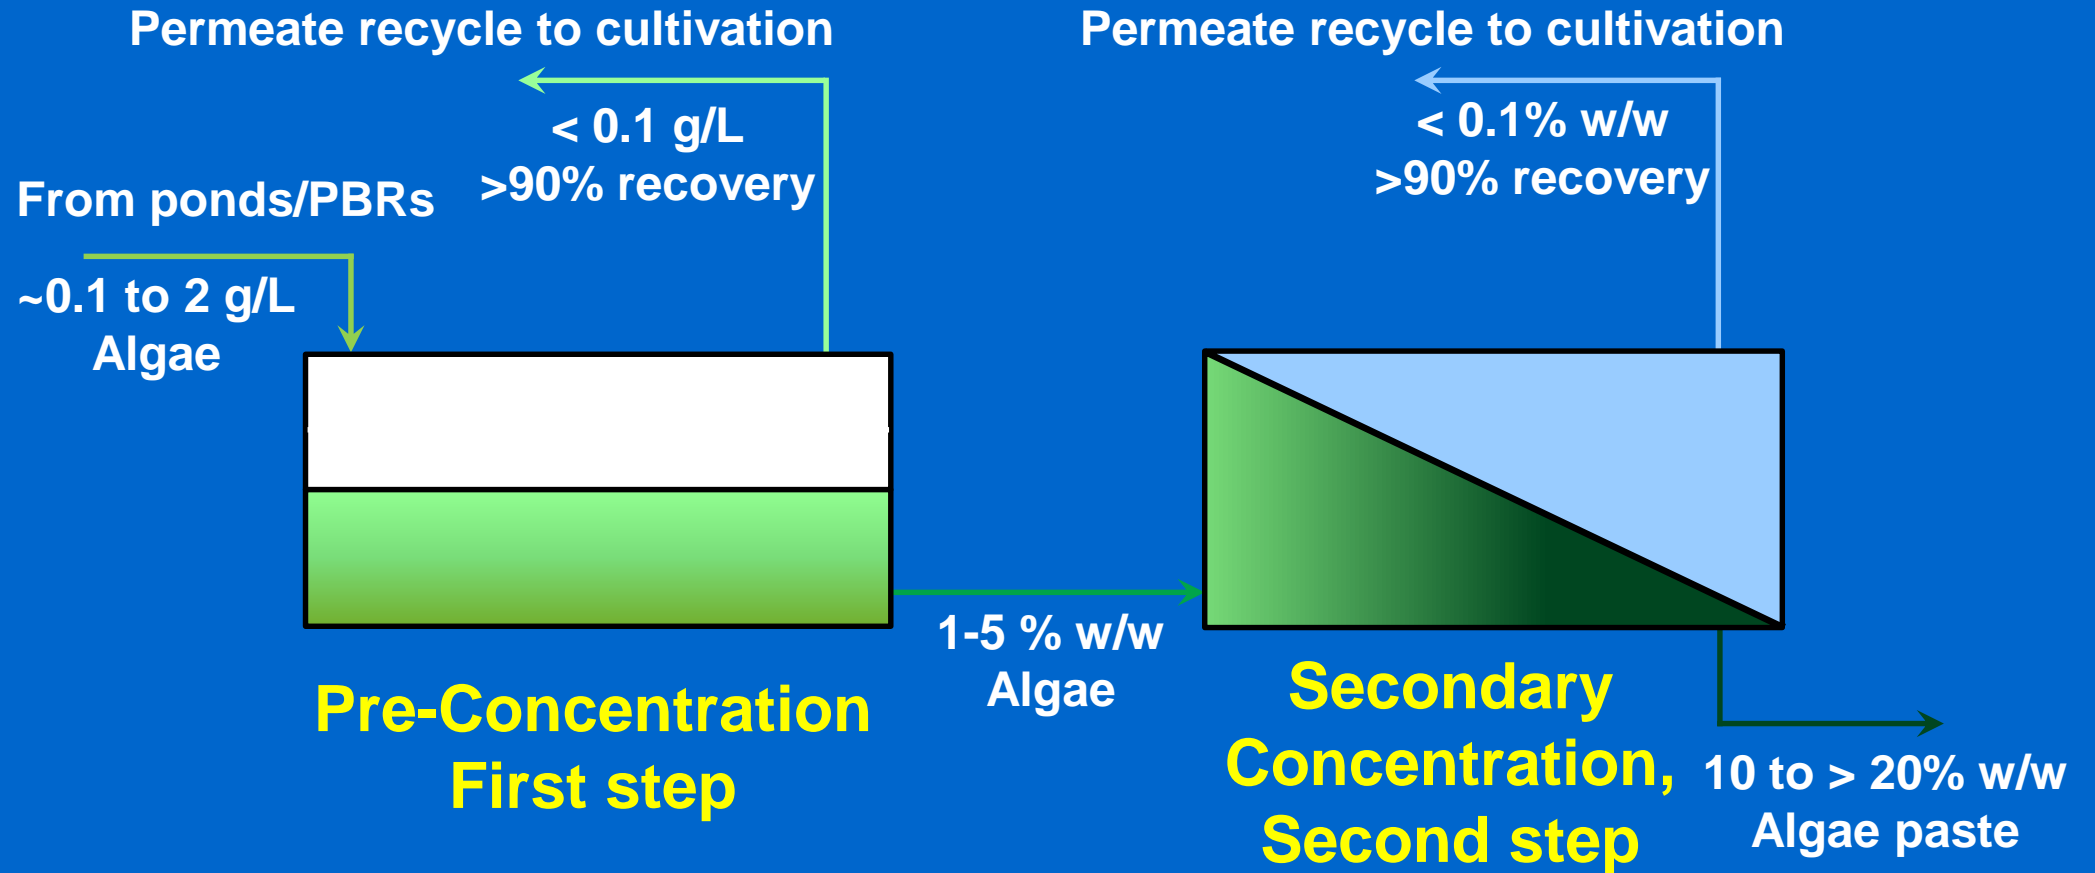 Permeate recycle to cultivation
< 0.1 g/L
>90% recovery
From ponds/PBRs
~0.1 to 2 g/L
Algae
Pre-Concentration
First step
1-5 % w/w
Algae
Permeate recycle to cultivation
< 0.1% w/w
>90% recovery
Secondary
Concentration,
Second step
10 to > 20% w/w
Algae paste